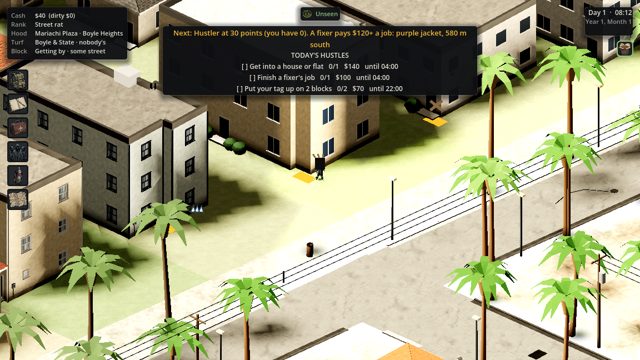 Cash $40 (dirty $0)
Rank Street rat
Hood Mariachi Plaza · Boyle Heights
Turf Boyle & State · nobody's
Block Getting by · some street
Unseen
Next: Hustler at 30 points (you have 0). A fixer pays $120+ a job: purple jacket, 580 m
south
TODAY'S HUSTLES
[ ] Get into a house or flat 0/1 $140 until 04:00
[ ] Finish a fixer's job 0/1 $100 until 04:00
[ ] Put your tag up on 2 blocks 0/2 $70 until 22:00
Day 1 · 08:12
Year 1, Month 1